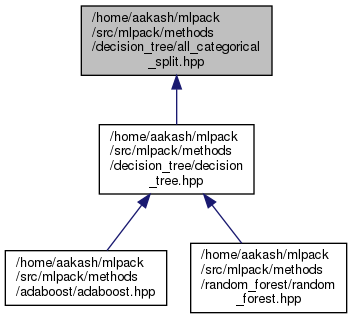 /home/aakash/mlpack
/src/mlpack/methods
/decision_tree/all_categorical
_split.hpp
/home/aakash/mlpack
/src/mlpack/methods
/decision_tree/decision
_tree.hpp
/home/aakash/mlpack
/src/mlpack/methods
/adaboost/adaboost.hpp
/home/aakash/mlpack
/src/mlpack/methods
/random_forest/random
_forest.hpp